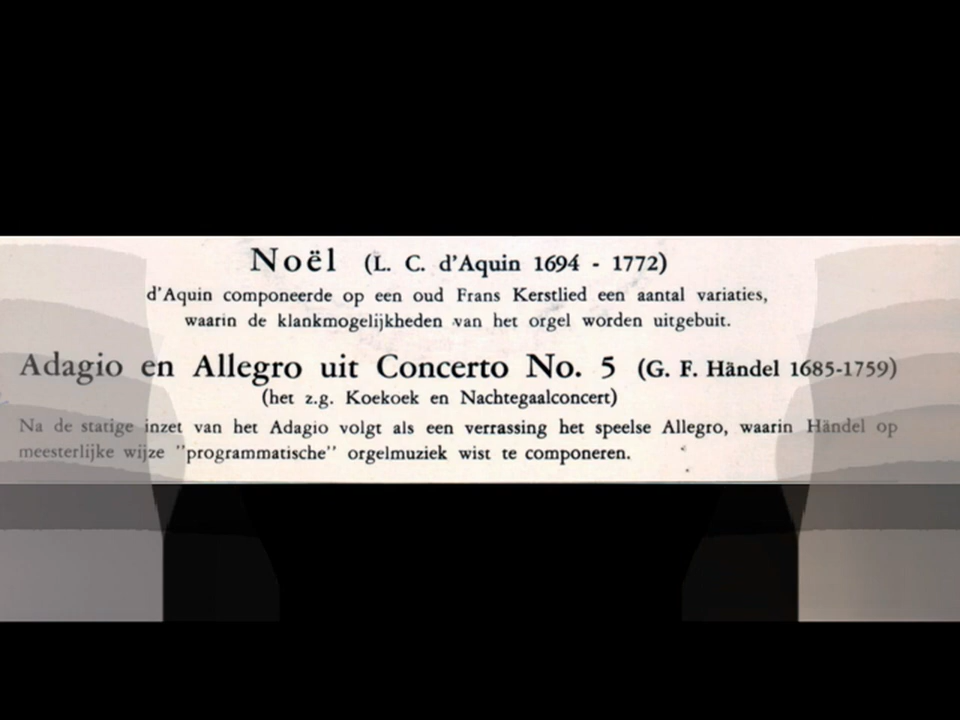 Noël (L. C. d'Aquin 1694 - 1772)
d'Aquin componeerde op een oud Frans Kerstlied een aantal variaties,
waarin de klankmogelijkheden van het orgel worden uitgebuit.
Adagio en Allegro uit Concerto No. 5 (G. F. Händel 1685-1759)
(het z.g. Koekoek en Nachtegaalconcert)
Na de statige inzet van het Adagio volgt als een verrassing het speelse Allegro, waarin Händel op
meesterlijke wijze "programmatische" orgelmuziek wist te componeren.